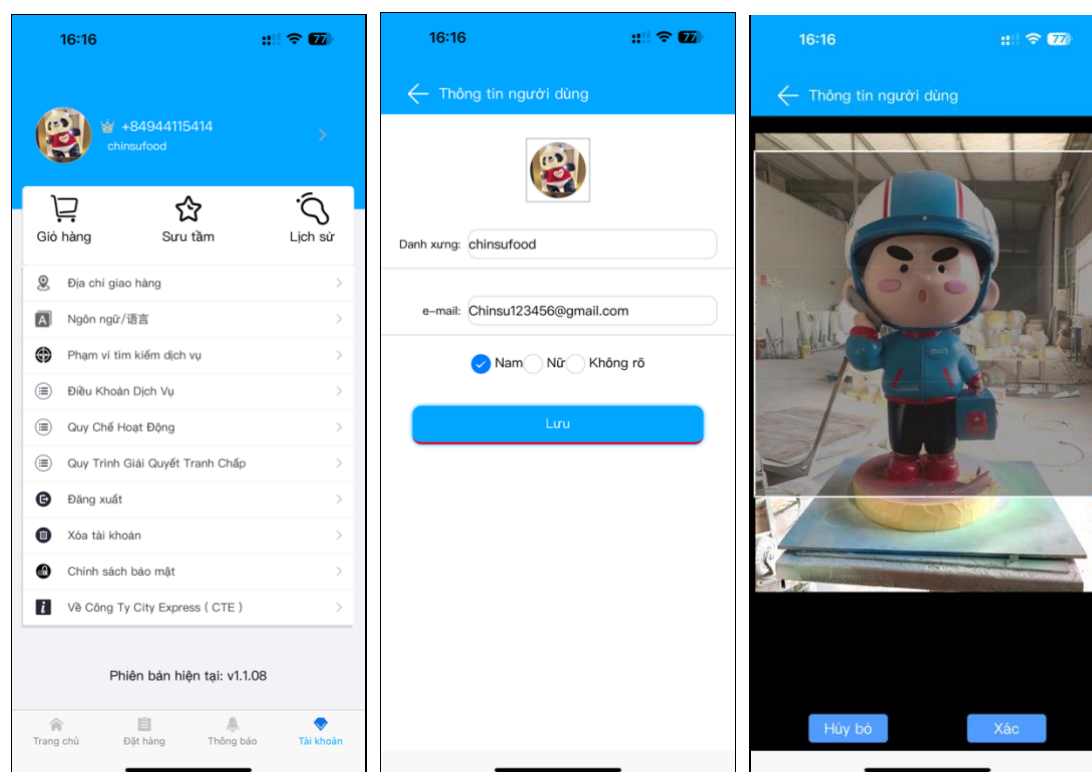 16:16
77
+84944115414
chinsufood
Giỏ hàng
Sưu tầm
Lịch sử
Địa chỉ giao hàng
Ngôn ngữ/语言
Phạm vi tìm kiếm dịch vụ
Điều Khoản Dịch Vụ
Quy Chế Hoạt Động
Quy Trình Giải Quyết Tranh Chấp
Đăng xuất
Xóa tài khoản
Chính sách bảo mật
Về Công Ty City Express ( CTE )
Phiên bản hiện tại: v1.1.08
Trang chủ
Đặt hàng
Thông báo
Tài khoản
16:16
77
Thông tin người dùng
Danh xưng: chinsufood
e-mail: Chinsu123456@gmail.com
Nam Nữ Không rõ
Lưu
16:16
77
Thông tin người dùng
Hủy bỏ
Xác